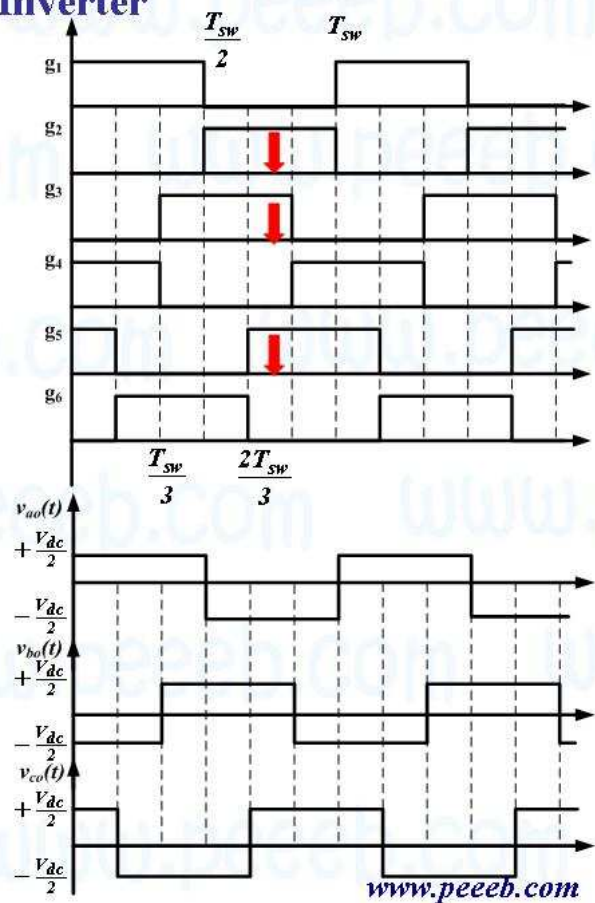 Inverter
T_sw/2
T_sw
g1
g2
g3
g4
g5
g6
T_sw/3
2T_sw/3
v_ao(t)
+ V_dc/2
- V_dc/2
v_bo(t)
+ V_dc/2
- V_dc/2
v_co(t)
+ V_dc/2
- V_dc/2
www.peeeb.com